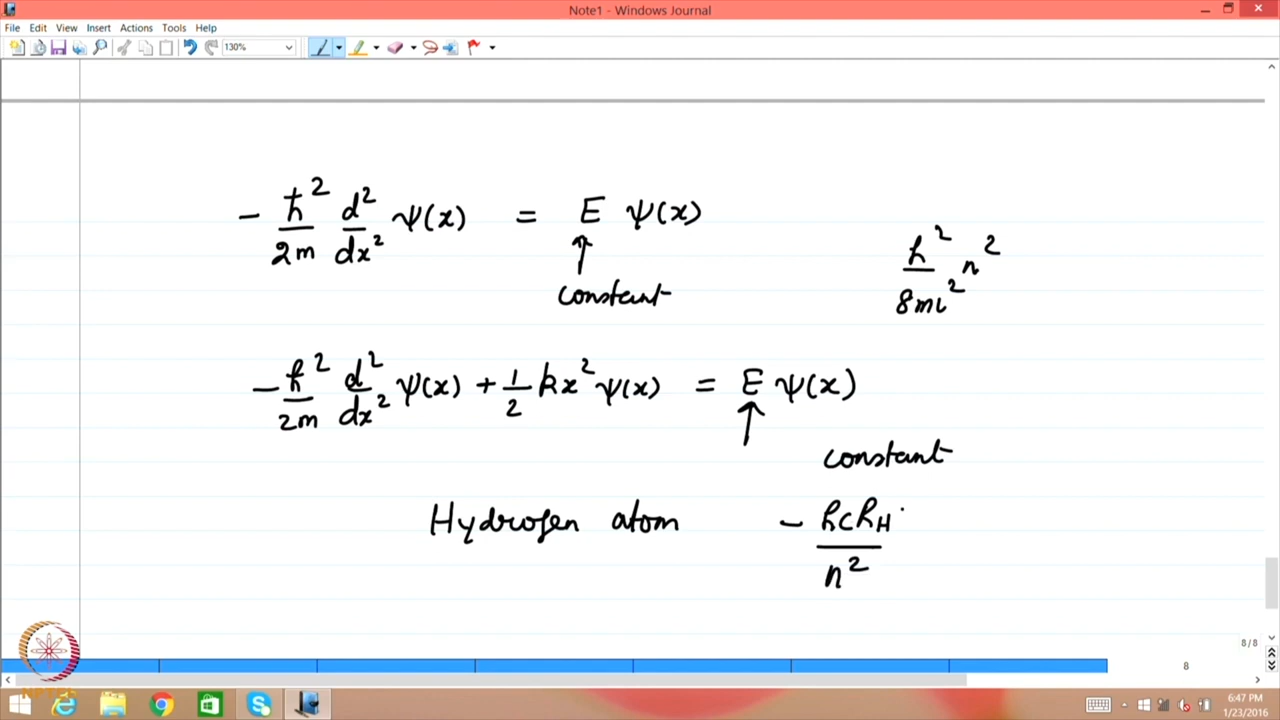 Note1 - Windows Journal
File Edit View Insert Actions Tools Help
130%
- ħ²/2m d²/dx² ψ(x) = E ψ(x)
constant
h²/8mL² n²
- ħ²/2m d²/dx² ψ(x) + 1/2 kx² ψ(x) = E ψ(x)
constant
Hydrogen atom - hcRH/n²
8/8
8
NPTEL
6:47 PM
1/23/2016